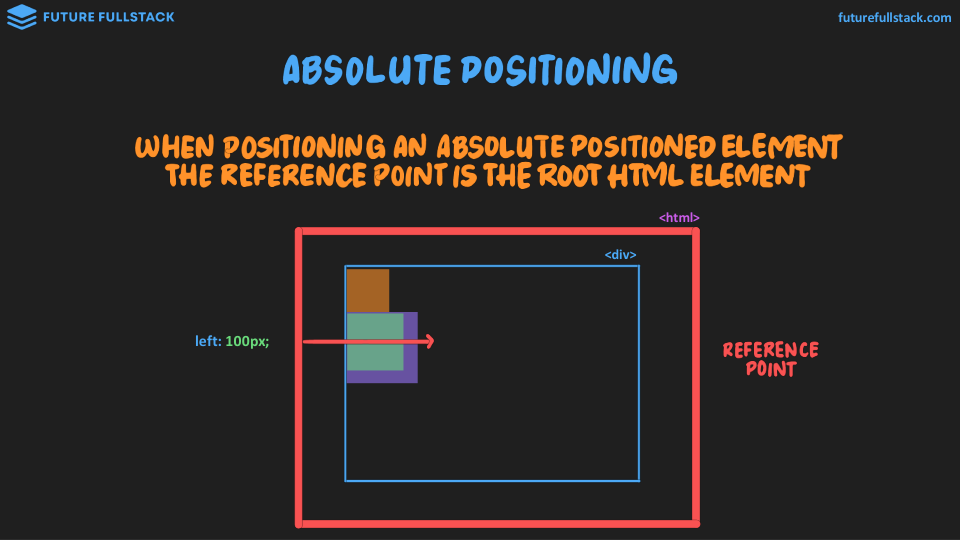 FUTURE FULLSTACK
futurefullstack.com
ABSOLUTE POSITIONING
WHEN POSITIONING AN ABSOLUTE POSITIONED ELEMENT
THE REFERENCE POINT IS THE ROOT HTML ELEMENT
<html>
<div>
left: 100px;
REFERENCE
POINT